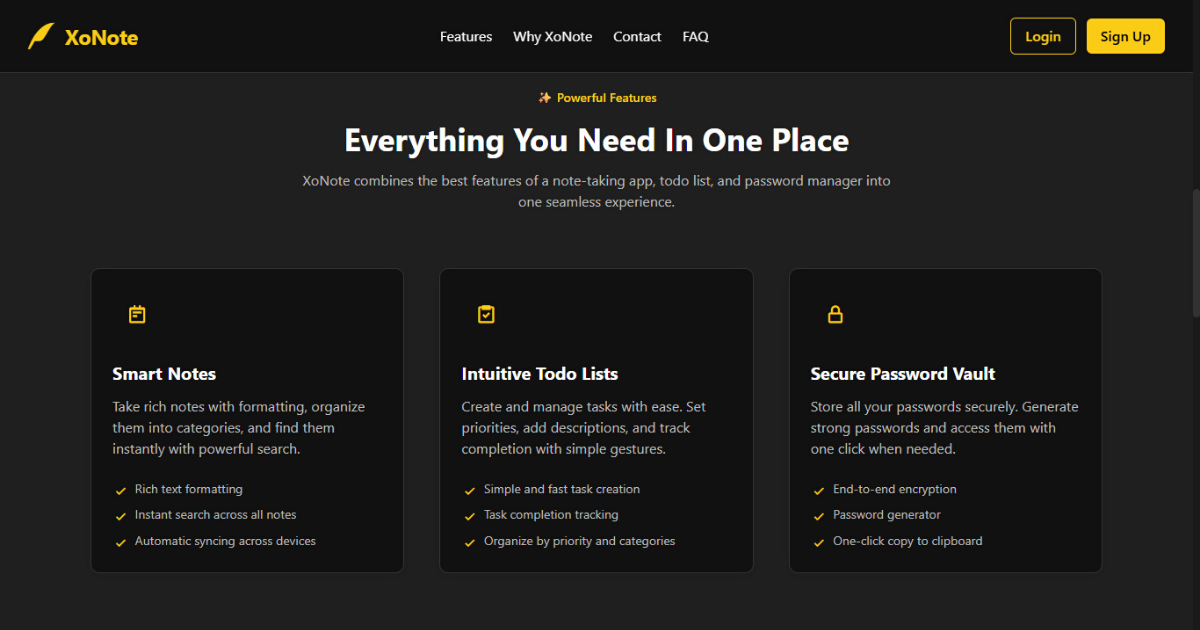 XoNote
Features Why XoNote Contact FAQ
Login Sign Up
✨ Powerful Features
Everything You Need In One Place
XoNote combines the best features of a note-taking app, todo list, and password manager into
one seamless experience.
Smart Notes
Take rich notes with formatting, organize
them into categories, and find them
instantly with powerful search.
Rich text formatting
Instant search across all notes
Automatic syncing across devices
Intuitive Todo Lists
Create and manage tasks with ease. Set
priorities, add descriptions, and track
completion with simple gestures.
Simple and fast task creation
Task completion tracking
Organize by priority and categories
Secure Password Vault
Store all your passwords securely. Generate
strong passwords and access them with
one click when needed.
End-to-end encryption
Password generator
One-click copy to clipboard